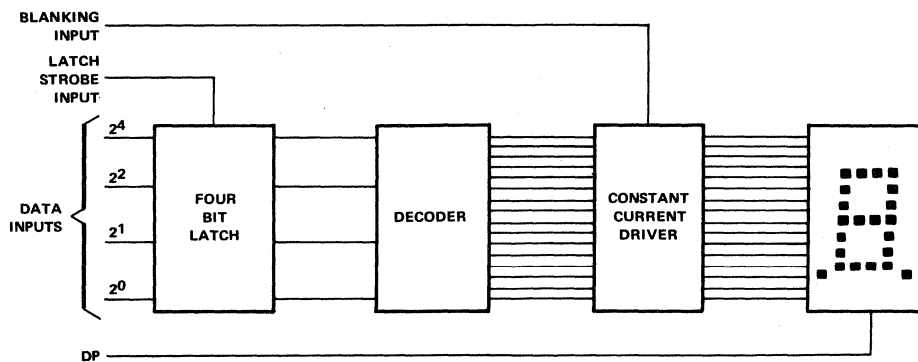 BLANKING
INPUT
LATCH
STROBE
INPUT
DATA
INPUTS
2⁴
2²
2¹
2⁰
FOUR
BIT
LATCH
DECODER
CONSTANT
CURRENT
DRIVER
DP